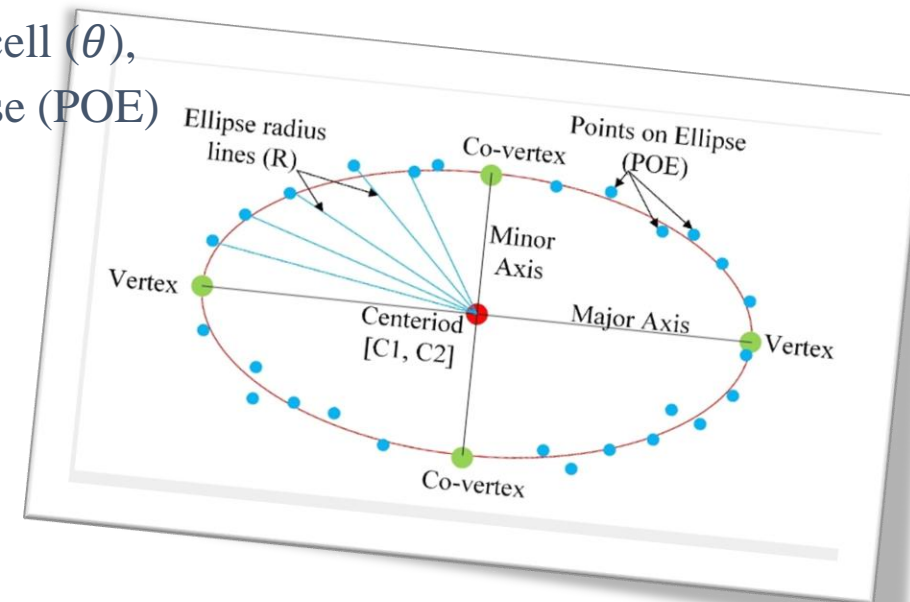 cell (θ),
se (POE)
Ellipse radius
lines (R)
Co-vertex
Points on Ellipse
(POE)
Minor
Axis
Vertex
Centeriod
[C1, C2]
Major Axis
Vertex
Co-vertex